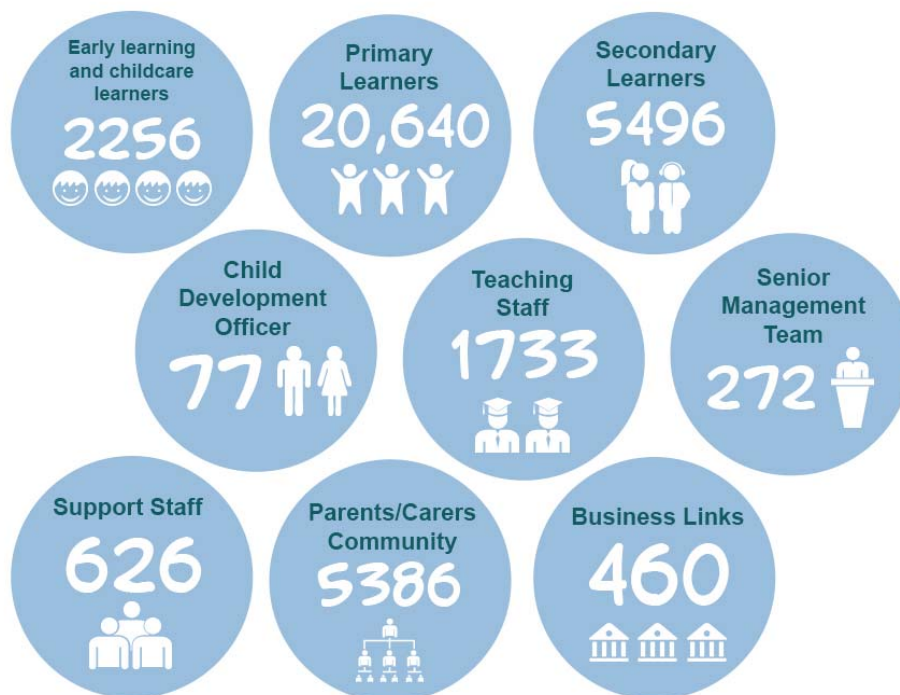 Early learning
and childcare
learners
2256
Primary
Learners
20,640
Secondary
Learners
5496
Child
Development
Officer
77
Teaching
Staff
1733
Senior
Management
Team
272
Support Staff
626
Parents/Carers
Community
5386
Business Links
460